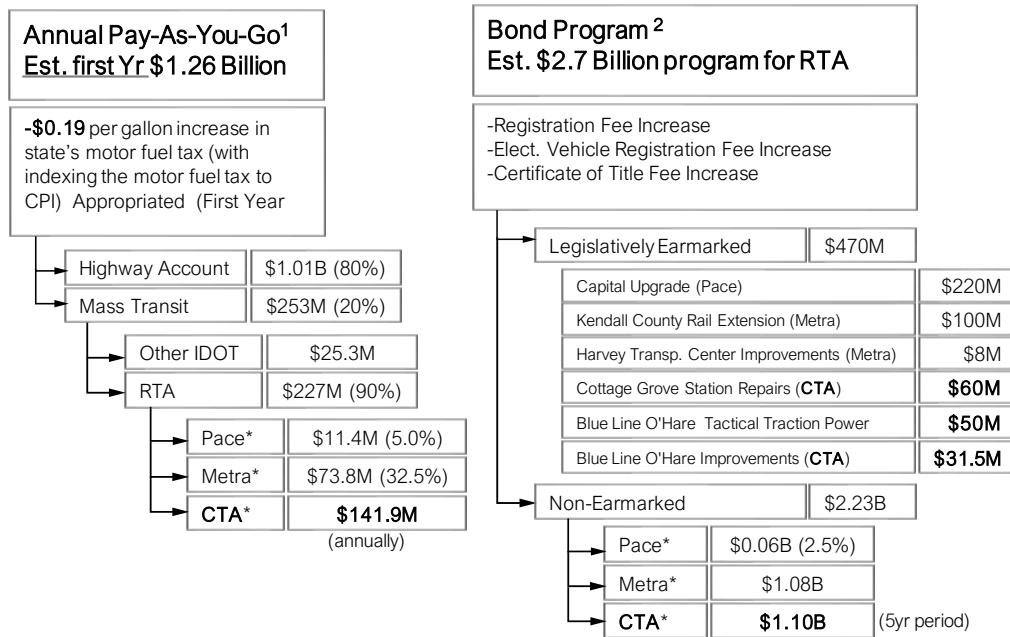 Annual Pay-As-You-Go1
Est. first Yr $1.26 Billion
-$0.19 per gallon increase in
state's motor fuel tax (with
indexing the motor fuel tax to
CPI) Appropriated (First Year
Highway Account $1.01B (80%)
Mass Transit $253M (20%)
Other IDOT $25.3M
RTA $227M (90%)
Pace* $11.4M (5.0%)
Metra* $73.8M (32.5%)
CTA* $141.9M
(annually)
Bond Program 2
Est. $2.7 Billion program for RTA
-Registration Fee Increase
-Elect. Vehicle Registration Fee Increase
-Certificate of Title Fee Increase
Legislatively Earmarked $470M
Capital Upgrade (Pace) $220M
Kendall County Rail Extension (Metra) $100M
Harvey Transp. Center Improvements (Metra) $8M
Cottage Grove Station Repairs (CTA) $60M
Blue Line O'Hare Tactical Traction Power $50M
Blue Line O'Hare Improvements (CTA) $31.5M
Non-Earmarked $2.23B
Pace* $0.06B (2.5%)
Metra* $1.08B
CTA* $1.10B (5yr period)